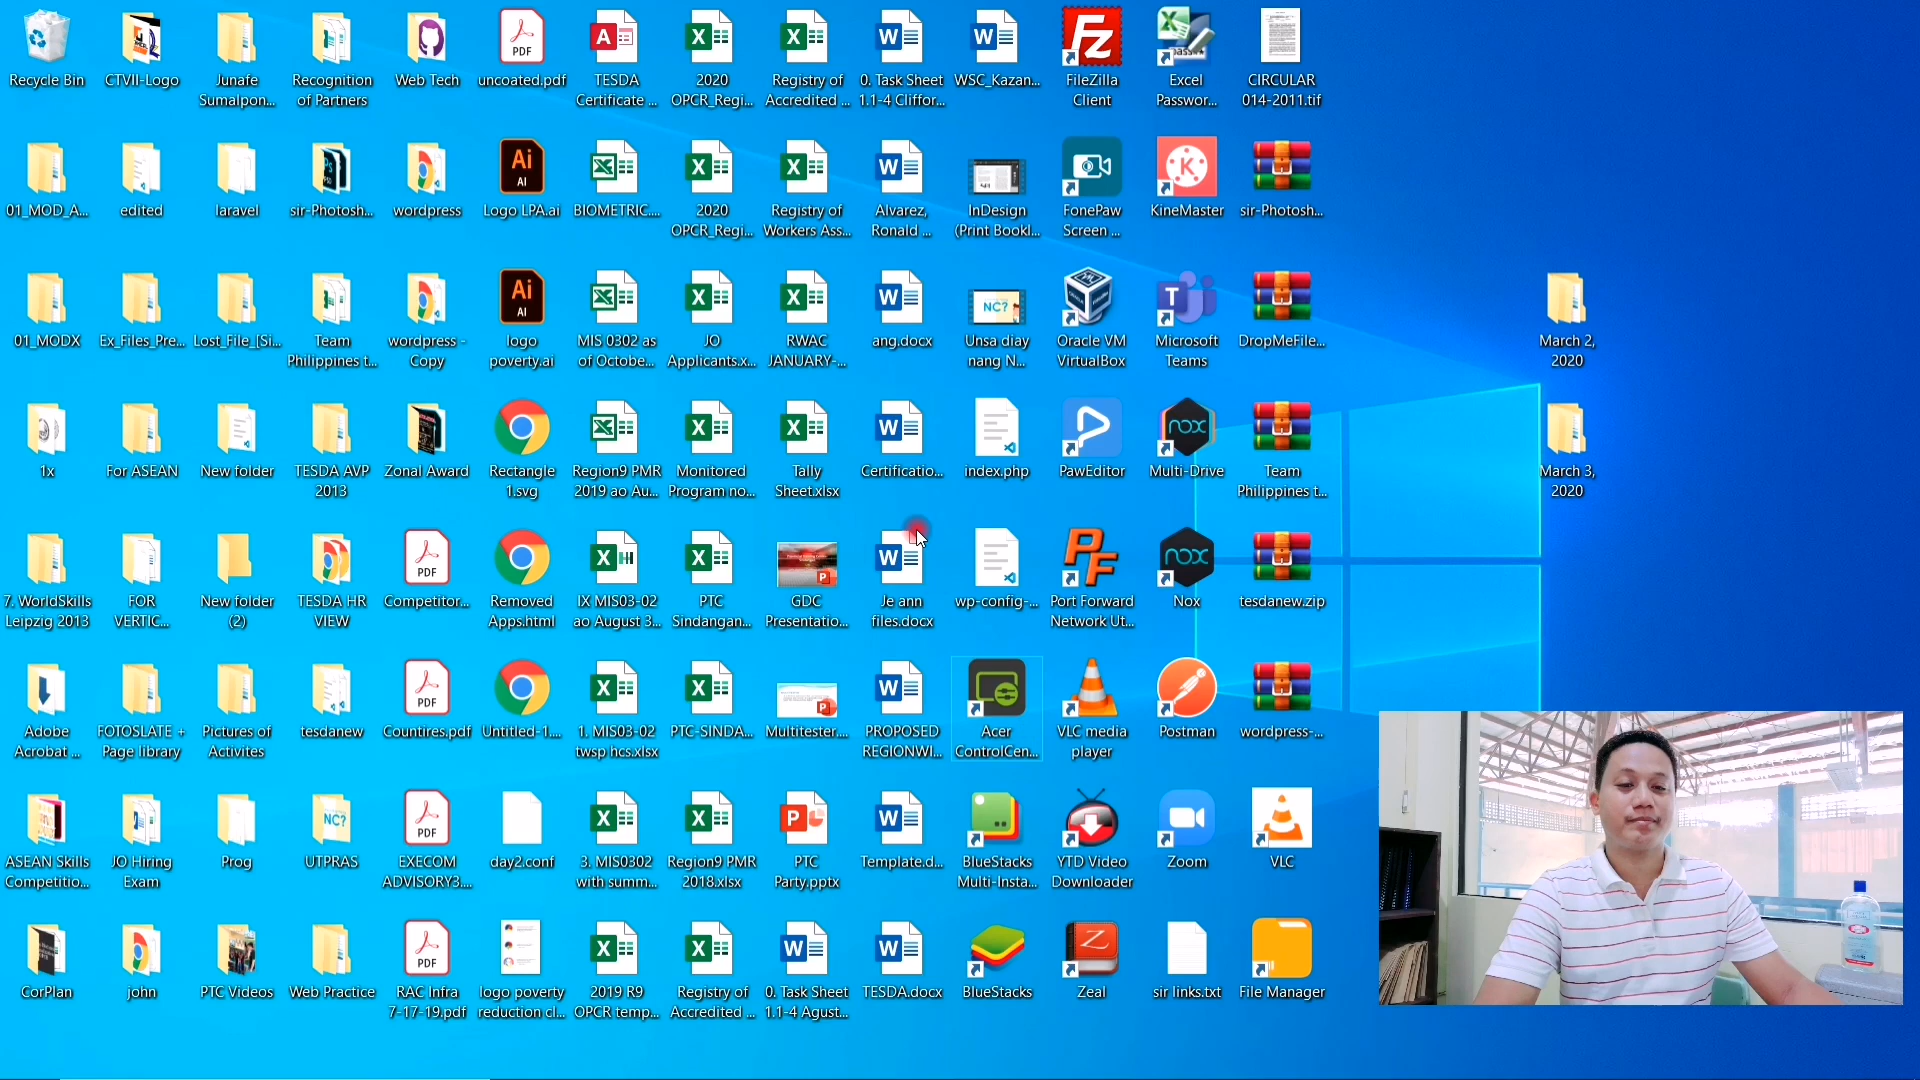 Recycle Bin
CTVII-Logo
Junafe
Sumalpon...
Recognition
of Partners
Web Tech
PDF
uncoated.pdf
TESDA
Certificate ...
2020
OPCR_Regi...
Registry of
Accredited ...
0. Task Sheet
1.1-4 Cliffor...
WSC_Kazan...
FileZilla
Client
Excel
Passwor...
CIRCULAR
014-2011.tif
01_MOD_A...
edited
laravel
sir-Photosh...
wordpress
Ai
AI
Logo LPA.ai
BIOMETRIC....
2020
OPCR_Regi...
Registry of
Workers Ass...
Alvarez,
Ronald ...
InDesign
(Print Bookl...
FonePaw
Screen ...
KineMaster
sir-Photosh...
01_MODX
Ex_Files_Pre...
Lost_File_[Si...
Team
Philippines t...
wordpress -
Copy
Ai
AI
logo
poverty.ai
MIS 0302 as
of Octobe...
JO
Applicants.x...
RWAC
JANUARY-...
ang.docx
NC?
Unsa diay
nang N...
Oracle VM
VirtualBox
Microsoft
Teams
DropMeFile...
March 2,
2020
1x
For ASEAN
New folder
TESDA AVP
2013
Zonal Award
Rectangle
1.svg
Region9 PMR
2019 ao Au...
Monitored
Program no...
Tally
Sheet.xlsx
Certificatio...
index.php
PawEditor
nox
Multi-Drive
Team
Philippines t...
March 3,
2020
7. WorldSkills
Leipzig 2013
FOR
VERTIC...
New folder
(2)
TESDA HR
VIEW
PDF
Competitor...
Removed
Apps.html
IX MIS03-02
ao August 3...
PTC
Sindangan...
GDC
Presentatio...
Je ann
files.docx
wp-config-...
PF
Port Forward
Network Ut...
nox
Nox
tesdanew.zip
Adobe
Acrobat ...
FOTOSLATE +
Page library
Pictures of
Activites
tesdanew
PDF
Countires.pdf
Untitled-1....
1. MIS03-02
twsp hcs.xlsx
PTC-SINDA...
Multitester....
PROPOSED
REGIONWI...
Acer
ControlCen...
VLC media
player
Postman
wordpress-...
ASEAN Skills
Competitio...
JO Hiring
Exam
Prog
NC?
UTPRAS
PDF
EXECOM
ADVISORY3....
day2.conf
3. MIS0302
with summ...
Region9 PMR
2018.xlsx
PTC
Party.pptx
Template.d...
BlueStacks
Multi-Insta...
YTD Video
Downloader
Zoom
VLC
CorPlan
john
PTC Videos
Web Practice
PDF
RAC Infra
7-17-19.pdf
logo poverty
reduction cl...
2019 R9
OPCR temp...
Registry of
Accredited ...
0. Task Sheet
1.1-4 Agust...
TESDA.docx
BlueStacks
Zeal
sir links.txt
File Manager